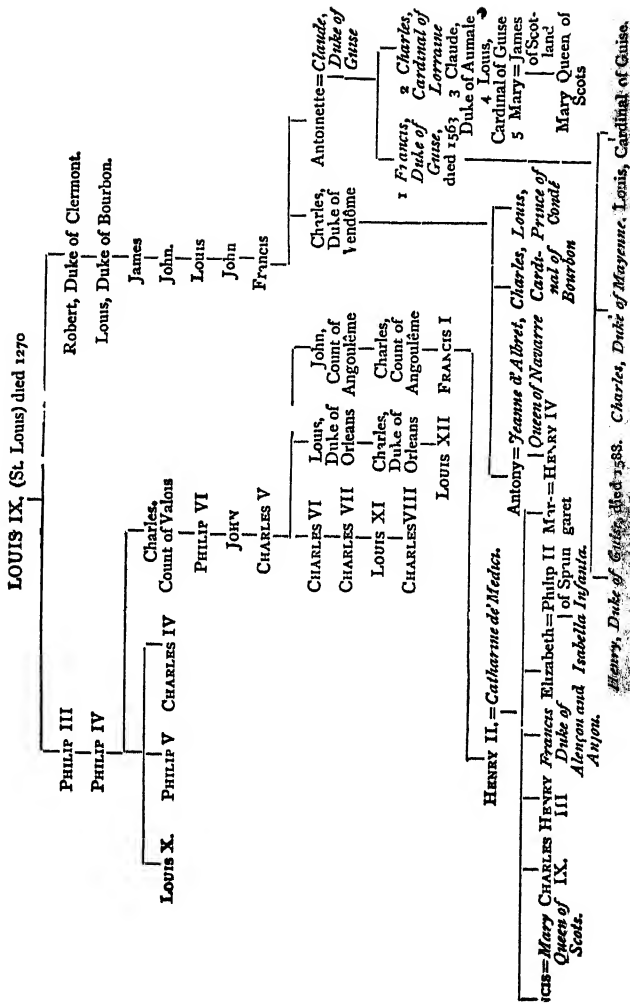 LOUIS IX. (St. Louis) died 1270
PHILIP III
Robert, Duke of Clermont.
PHILIP IV
Louis, Duke of Bourbon.
Charles,
Count of Valois
James
LOUIS X.
PHILIP V
CHARLES IV
PHILIP VI
John.
JOHN
Louis
CHARLES V
John
Francis
CHARLES VI
Louis,
Duke of
Orleans
John,
Count of
Angoulême
Charles,
Duke of
Vendôme
Antoinette=Claude,
Duke of
Guise
CHARLES VII
Charles,
Duke of
Orleans
Charles,
Count of
Angoulême
LOUIS XI
CHARLES VIII
LOUIS XII
FRANCIS I
1 Francis,
Duke of
Guise,
died 1563
2 Charles,
Cardinal of
Lorraine
3 Claude,
Duke of Aumale
4 Louis,
Cardinal of Guise
5 Mary=James
of Scot-
land
Mary Queen of
Scots
HENRY II.=Catharine de' Medici.
Antony=Jeanne d'Albret,
Queen of Navarre
Charles,
Cardi-
nal of
Bourbon
Louis,
Prince of
Condé
NCIS=Mary
Queen of
Scots.
CHARLES
IX.
HENRY
III
Francis
Duke of
Alençon and
Anjou.
Elizabeth=Philip II
of Spain
Isabella Infanta.
Mar-
garet
=HENRY IV
Henry, Duke of Guise, died 1588. Charles, Duke of Mayenne. Louis, Cardinal of Guise.